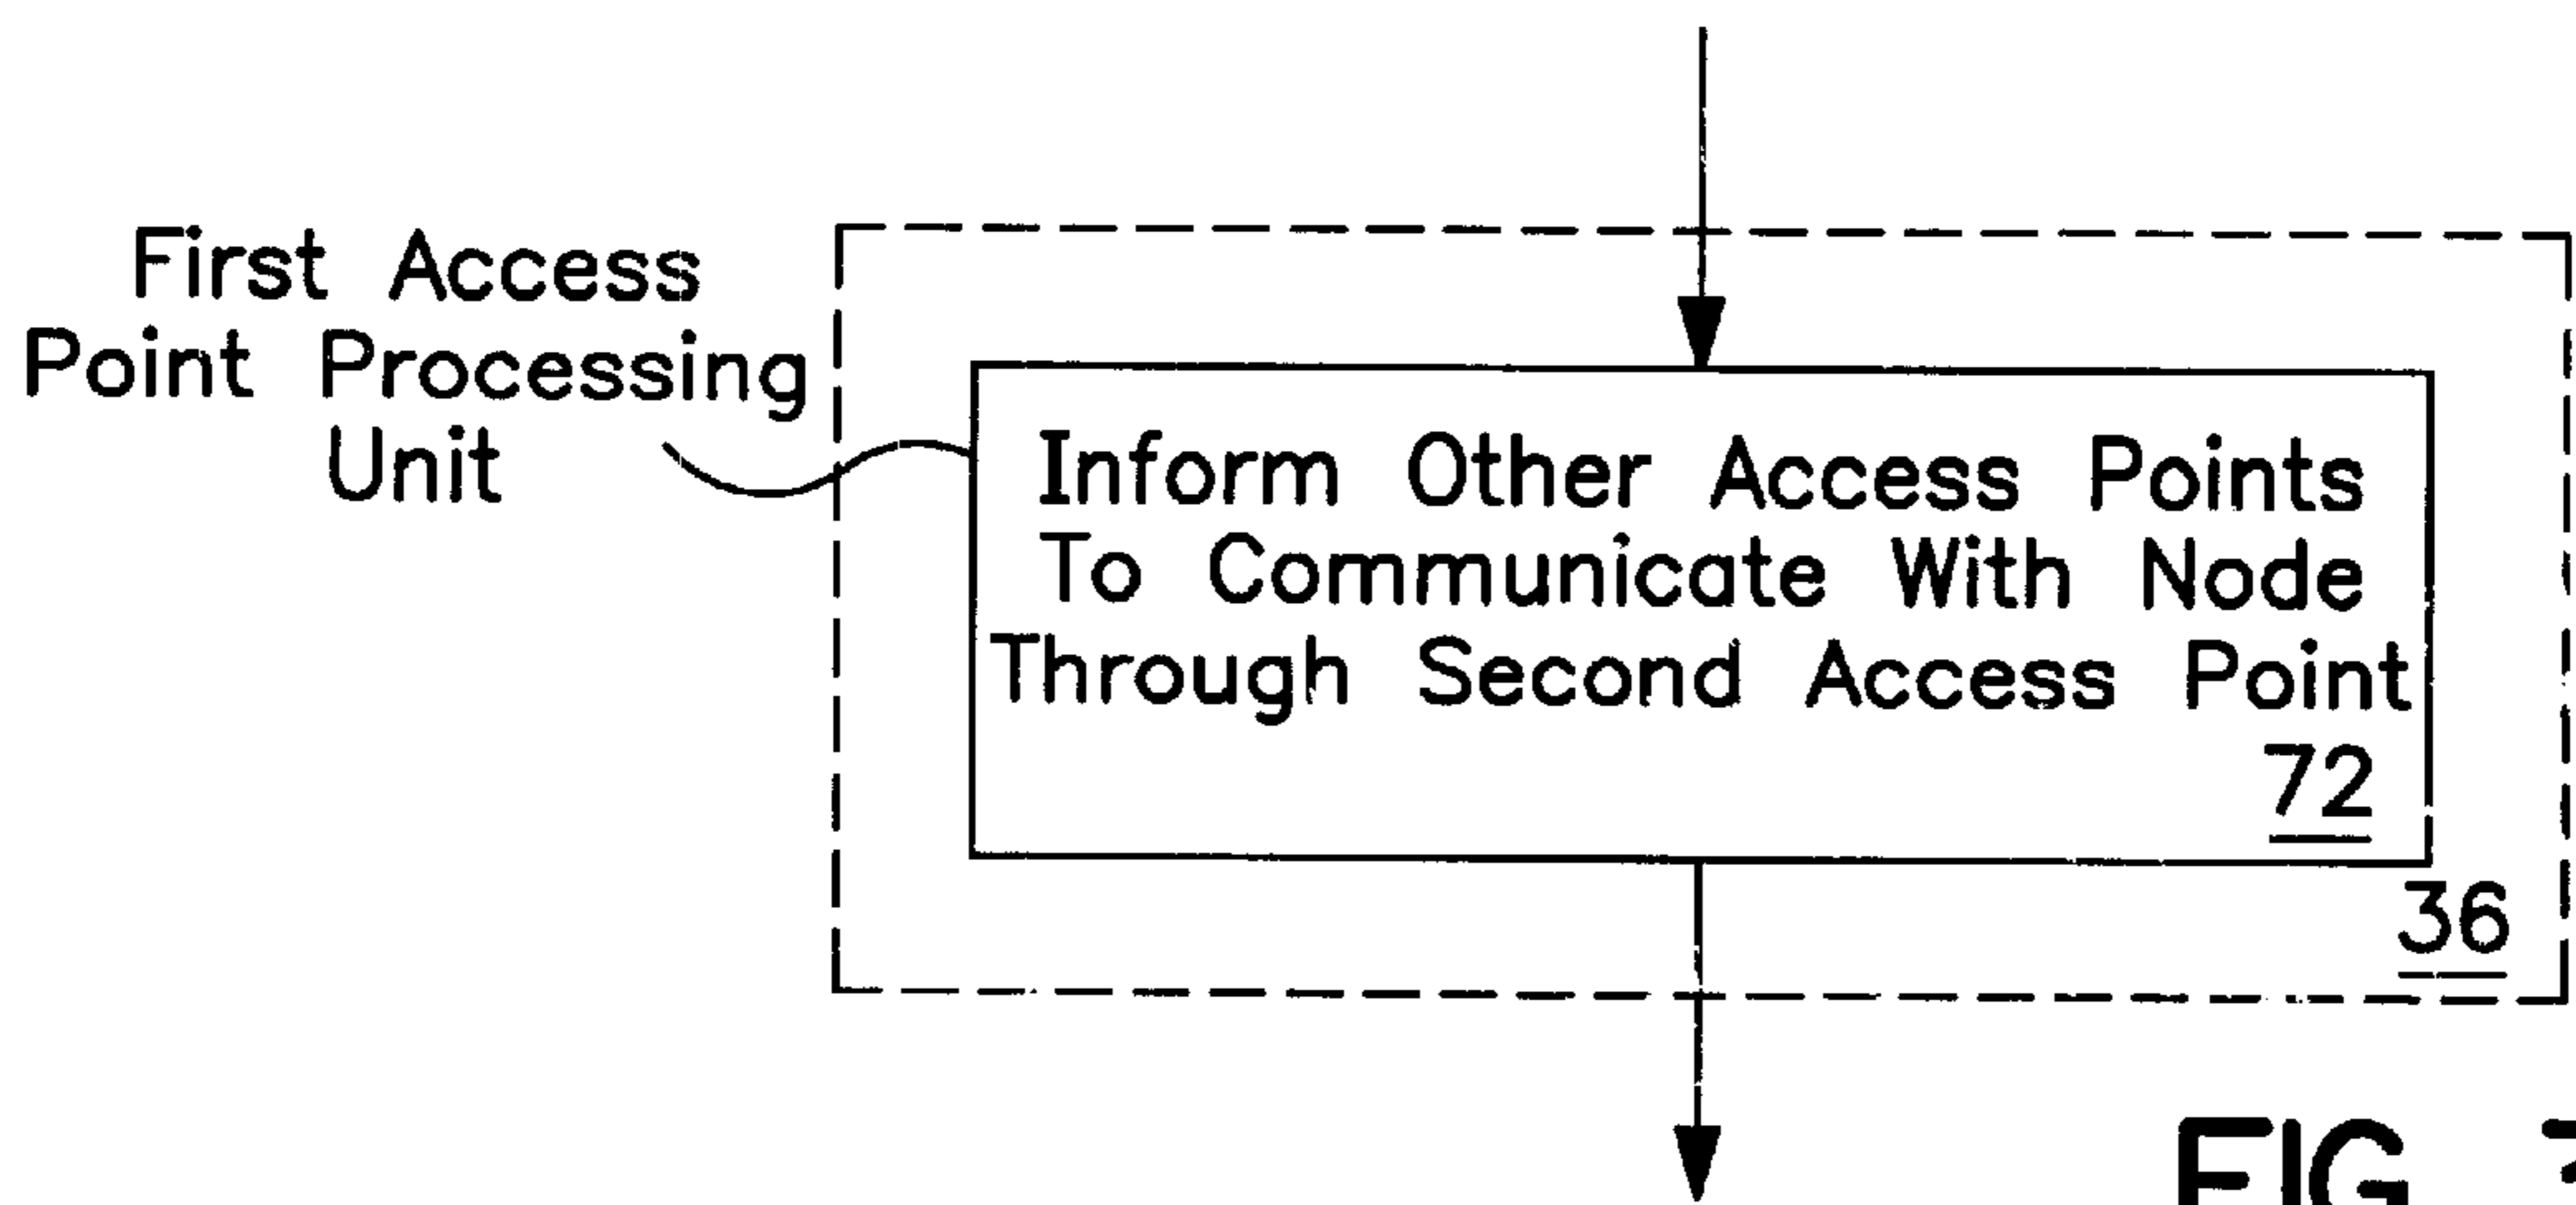 First Access
Point Processing
Unit
Inform Other Access Points
To Communicate With Node
Through Second Access Point
72
36
FIG